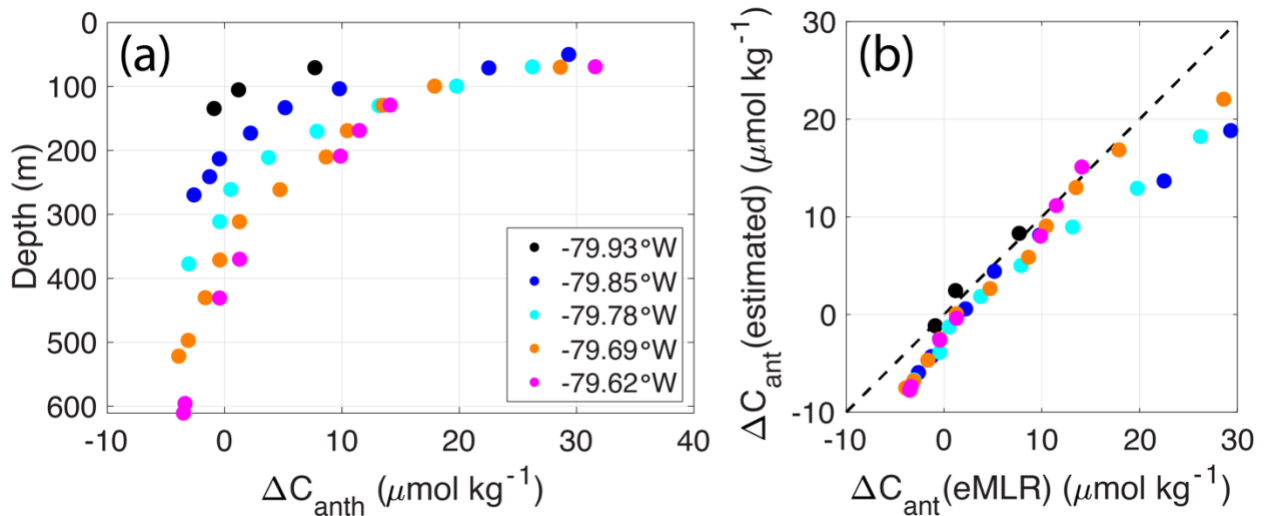 (a)
0
100
200
300
400
500
600
Depth (m)
-10 0 10 20 30 40
ΔC_anth (μmol kg⁻¹)
-79.93°W
-79.85°W
-79.78°W
-79.69°W
-79.62°W
(b)
30
20
10
0
-10
ΔC_ant(estimated) (μmol kg⁻¹)
-10 0 10 20 30
ΔC_ant(eMLR) (μmol kg⁻¹)